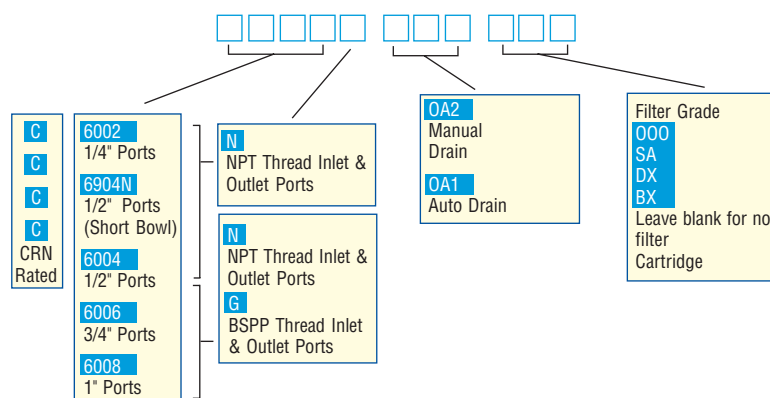 C
C
C
C
CRN
Rated
6002
1/4" Ports
6904N
1/2" Ports
(Short Bowl)
6004
1/2" Ports
6006
3/4" Ports
6008
1" Ports
N
NPT Thread Inlet &
Outlet Ports
N
NPT Thread Inlet &
Outlet Ports
G
BSPP Thread Inlet
& Outlet Ports
OA2
Manual
Drain
OA1
Auto Drain
Filter Grade
OOO
SA
DX
BX
Leave blank for no
filter
Cartridge